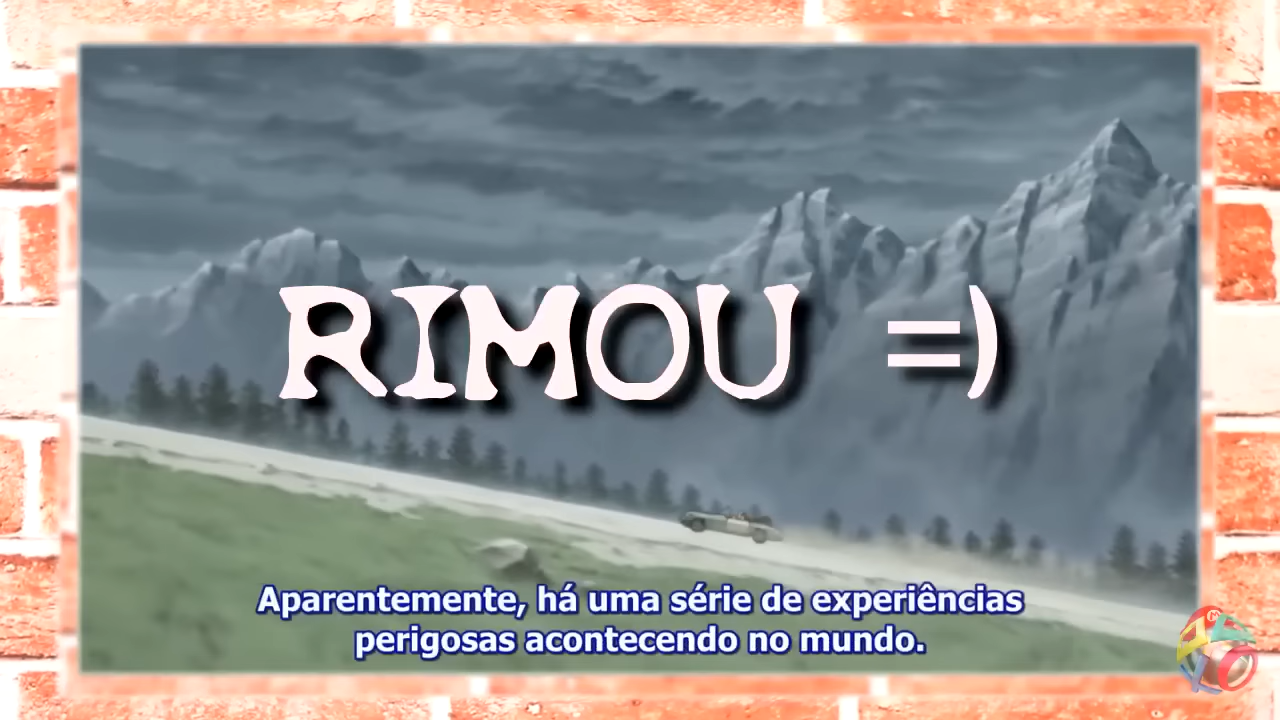 RIMOU =)
Aparentemente, há uma série de experiências
perigosas acontecendo no mundo.